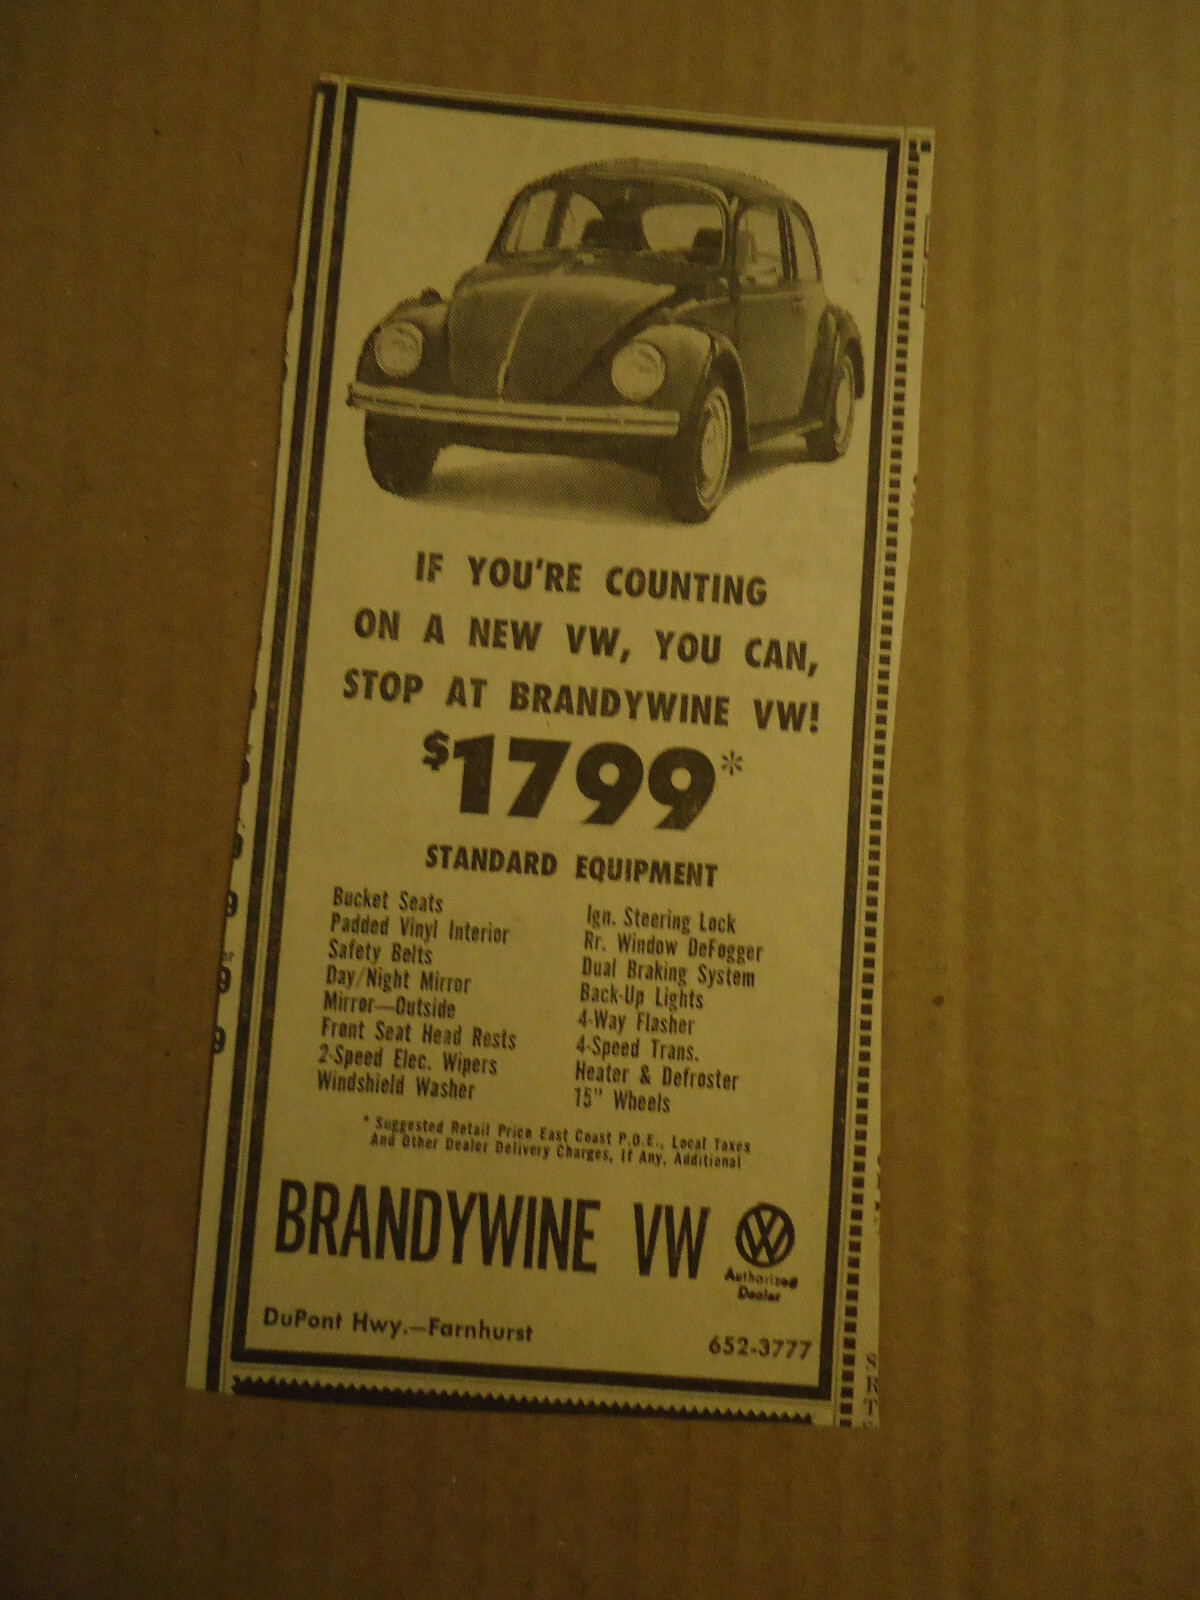 IF YOU'RE COUNTING
ON A NEW VW, YOU CAN,
STOP AT BRANDYWINE VW!
$1799*
STANDARD EQUIPMENT
Bucket Seats
Padded Vinyl Interior
Safety Belts
Day/Night Mirror
Mirror—Outside
Front Seat Head Rests
2-Speed Elec. Wipers
Windshield Washer
Ign. Steering Lock
Rr. Window DeFogger
Dual Braking System
Back-Up Lights
4-Way Flasher
4-Speed Trans.
Heater & Defroster
15" Wheels
* Suggested Retail Price East Coast P.O.E., Local Taxes
And Other Dealer Delivery Charges, If Any, Additional
BRANDYWINE VW
Authorized
Dealer
DuPont Hwy.—Farnhurst
652-3777